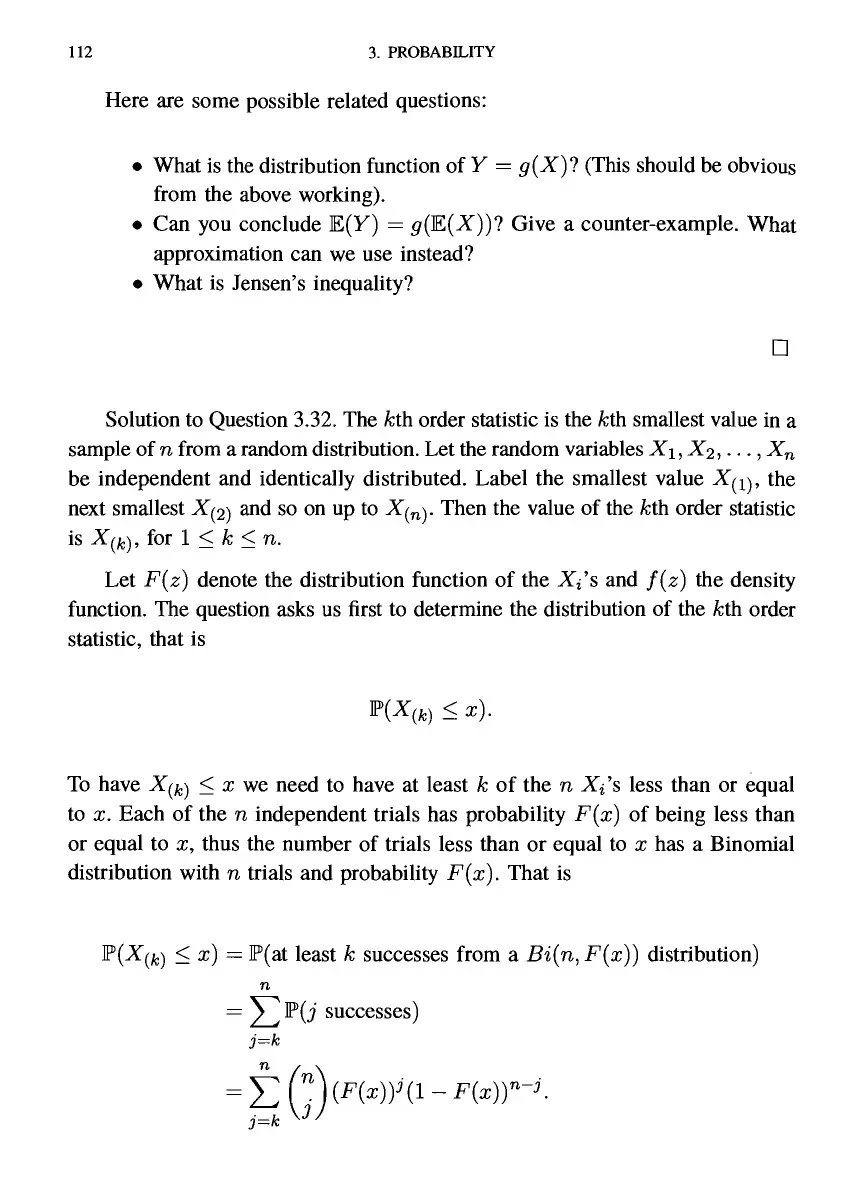 112
3. PROBABILITY
Here are some possible related questions:
• What is the distribution function of Y = g(X)? (This should be obvious
from the above working).
• Can you conclude 𝔼(Y) = g(𝔼(X))? Give a counter-example. What
approximation can we use instead?
• What is Jensen's inequality?
□
Solution to Question 3.32. The kth order statistic is the kth smallest value in a
sample of n from a random distribution. Let the random variables X₁, X₂, . . . , Xₙ
be independent and identically distributed. Label the smallest value X₍₁₎, the
next smallest X₍₂₎ and so on up to X₍ₙ₎. Then the value of the kth order statistic
is X₍ₖ₎, for 1 ≤ k ≤ n.
Let F(z) denote the distribution function of the Xᵢ's and f(z) the density
function. The question asks us first to determine the distribution of the kth order
statistic, that is
ℙ(X₍ₖ₎ ≤ x).
To have X₍ₖ₎ ≤ x we need to have at least k of the n Xᵢ's less than or equal
to x. Each of the n independent trials has probability F(x) of being less than
or equal to x, thus the number of trials less than or equal to x has a Binomial
distribution with n trials and probability F(x). That is
ℙ(X₍ₖ₎ ≤ x) = ℙ(at least k successes from a Bi(n, F(x)) distribution)
n
= ∑ ℙ(j successes)
j=k
n
= ∑ (n j) (F(x))ʲ(1 − F(x))ⁿ⁻ʲ.
j=k